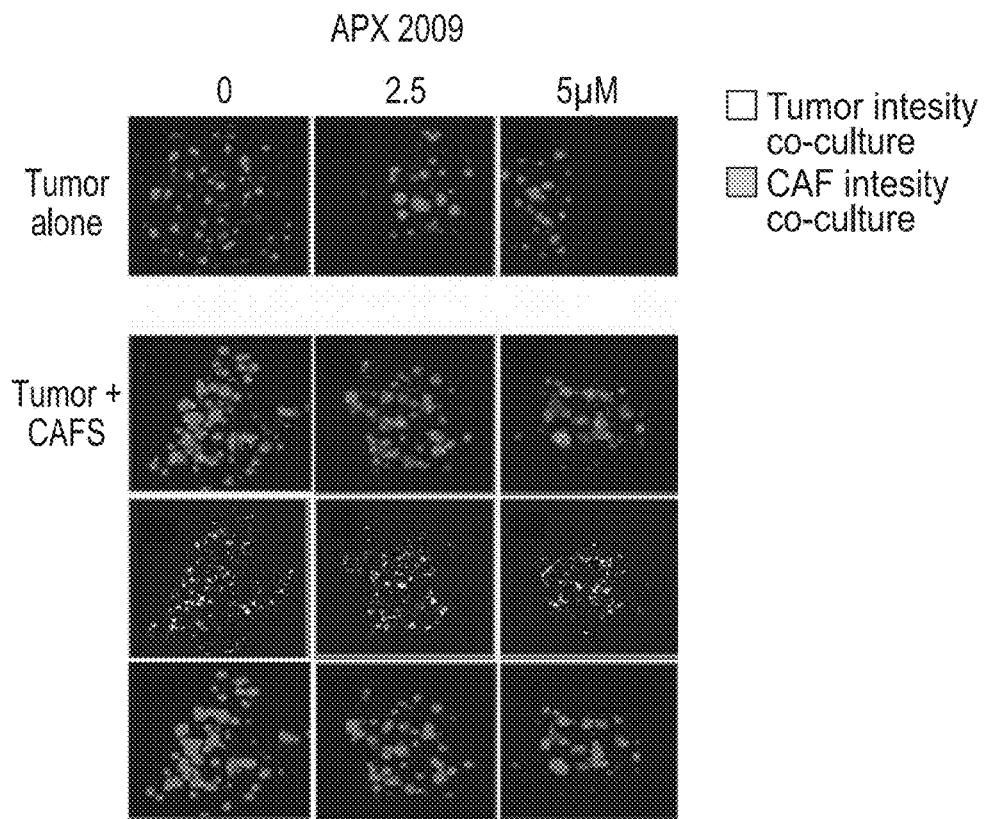 APX 2009
0 2.5 5µM
Tumor intesity
co-culture
CAF intesity
co-culture
Tumor
alone
Tumor +
CAFS